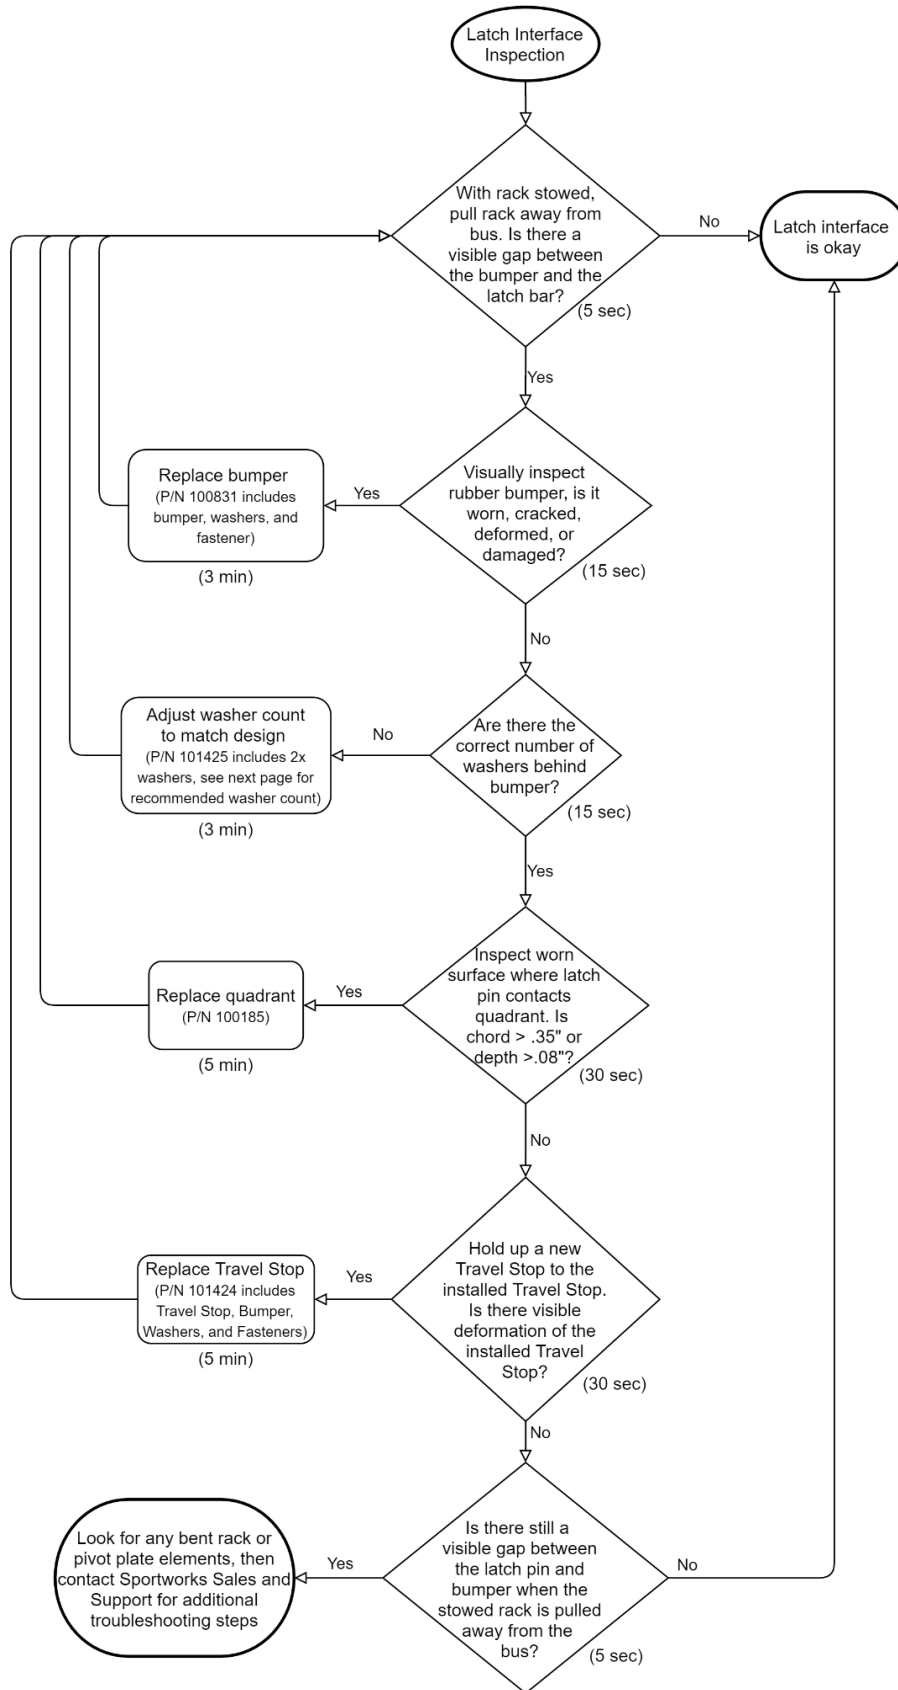 Latch Interface
Inspection
With rack stowed,
pull rack away from
bus. Is there a
visible gap between
the bumper and the
latch bar?
(5 sec)
No
Latch interface
is okay
Yes
Visually inspect
rubber bumper, is it
worn, cracked,
deformed, or
damaged?
(15 sec)
Yes
Replace bumper
(P/N 100831 includes
bumper, washers, and
fastener)
(3 min)
No
Are there the
correct number of
washers behind
bumper?
(15 sec)
No
Adjust washer count
to match design
(P/N 101425 includes 2x
washers, see next page for
recommended washer count)
(3 min)
Yes
Inspect worn
surface where latch
pin contacts
quadrant. Is
chord > .35" or
depth >.08"?
(30 sec)
Yes
Replace quadrant
(P/N 100185)
(5 min)
No
Hold up a new
Travel Stop to the
installed Travel Stop.
Is there visible
deformation of the
installed Travel
Stop?
(30 sec)
Yes
Replace Travel Stop
(P/N 101424 includes
Travel Stop, Bumper,
Washers, and Fasteners)
(5 min)
No
Is there still a
visible gap between
the latch pin and
bumper when the
stowed rack is pulled
away from the
bus?
(5 sec)
No
Yes
Look for any bent rack or
pivot plate elements, then
contact Sportworks Sales and
Support for additional
troubleshooting steps